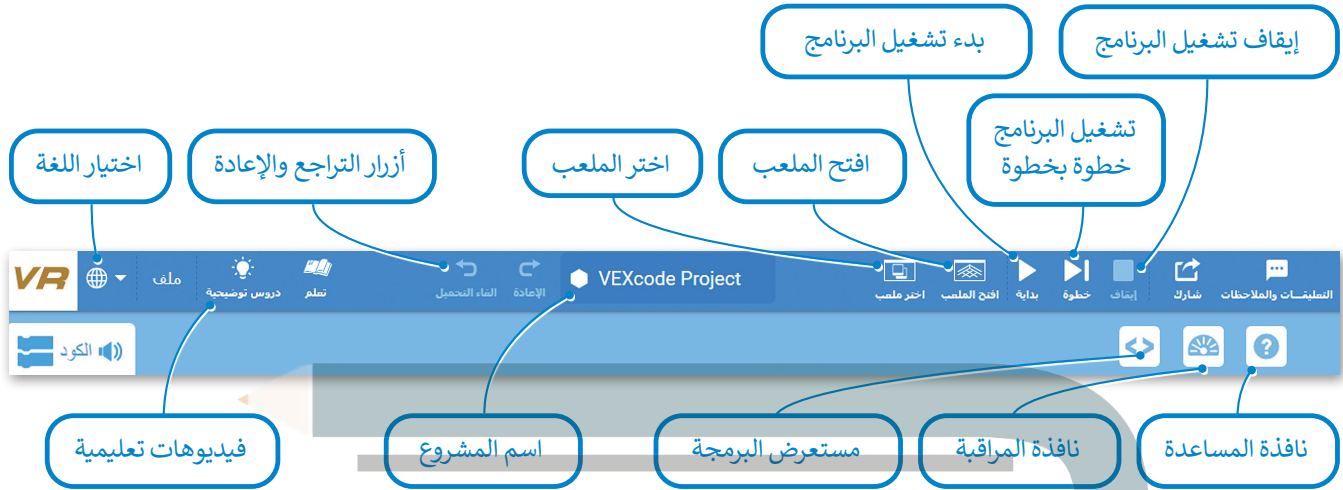 إيقاف تشغيل البرنامج
بدء تشغيل البرنامج
تشغيل البرنامج
خطوة بخطوة
افتح الملعب
اختر الملعب
أزرار التراجع والإعادة
اختيار اللغة
VR
ملف
دروس توضيحية
تعلم
الغاء التحميل
الإعادة
VEXcode Project
اختر ملعب
افتح الملعب
بداية
خطوة
إيقاف
شارك
التعليقات والملاحظات
الكود
نافذة المساعدة
نافذة المراقبة
مستعرض البرمجة
اسم المشروع
فيديوهات تعليمية